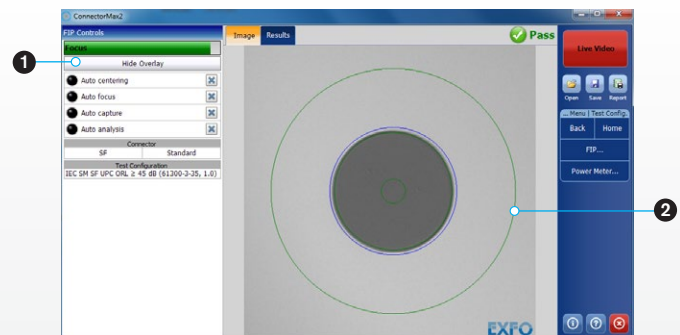 ConnectorMax2
FIP Controls
Focus
1
Hide Overlay
Auto centering
Auto focus
Auto capture
Auto analysis
Connector
SF Standard
Test Configuration
IEC SM SF UPC ORL ≥ 45 dB (61300-3-35, 1.0)
Image Results
Pass
2
EXFO
Live Video
Open Save Report
... Menu | Test Config.
Back Home
FIP...
Power Meter...